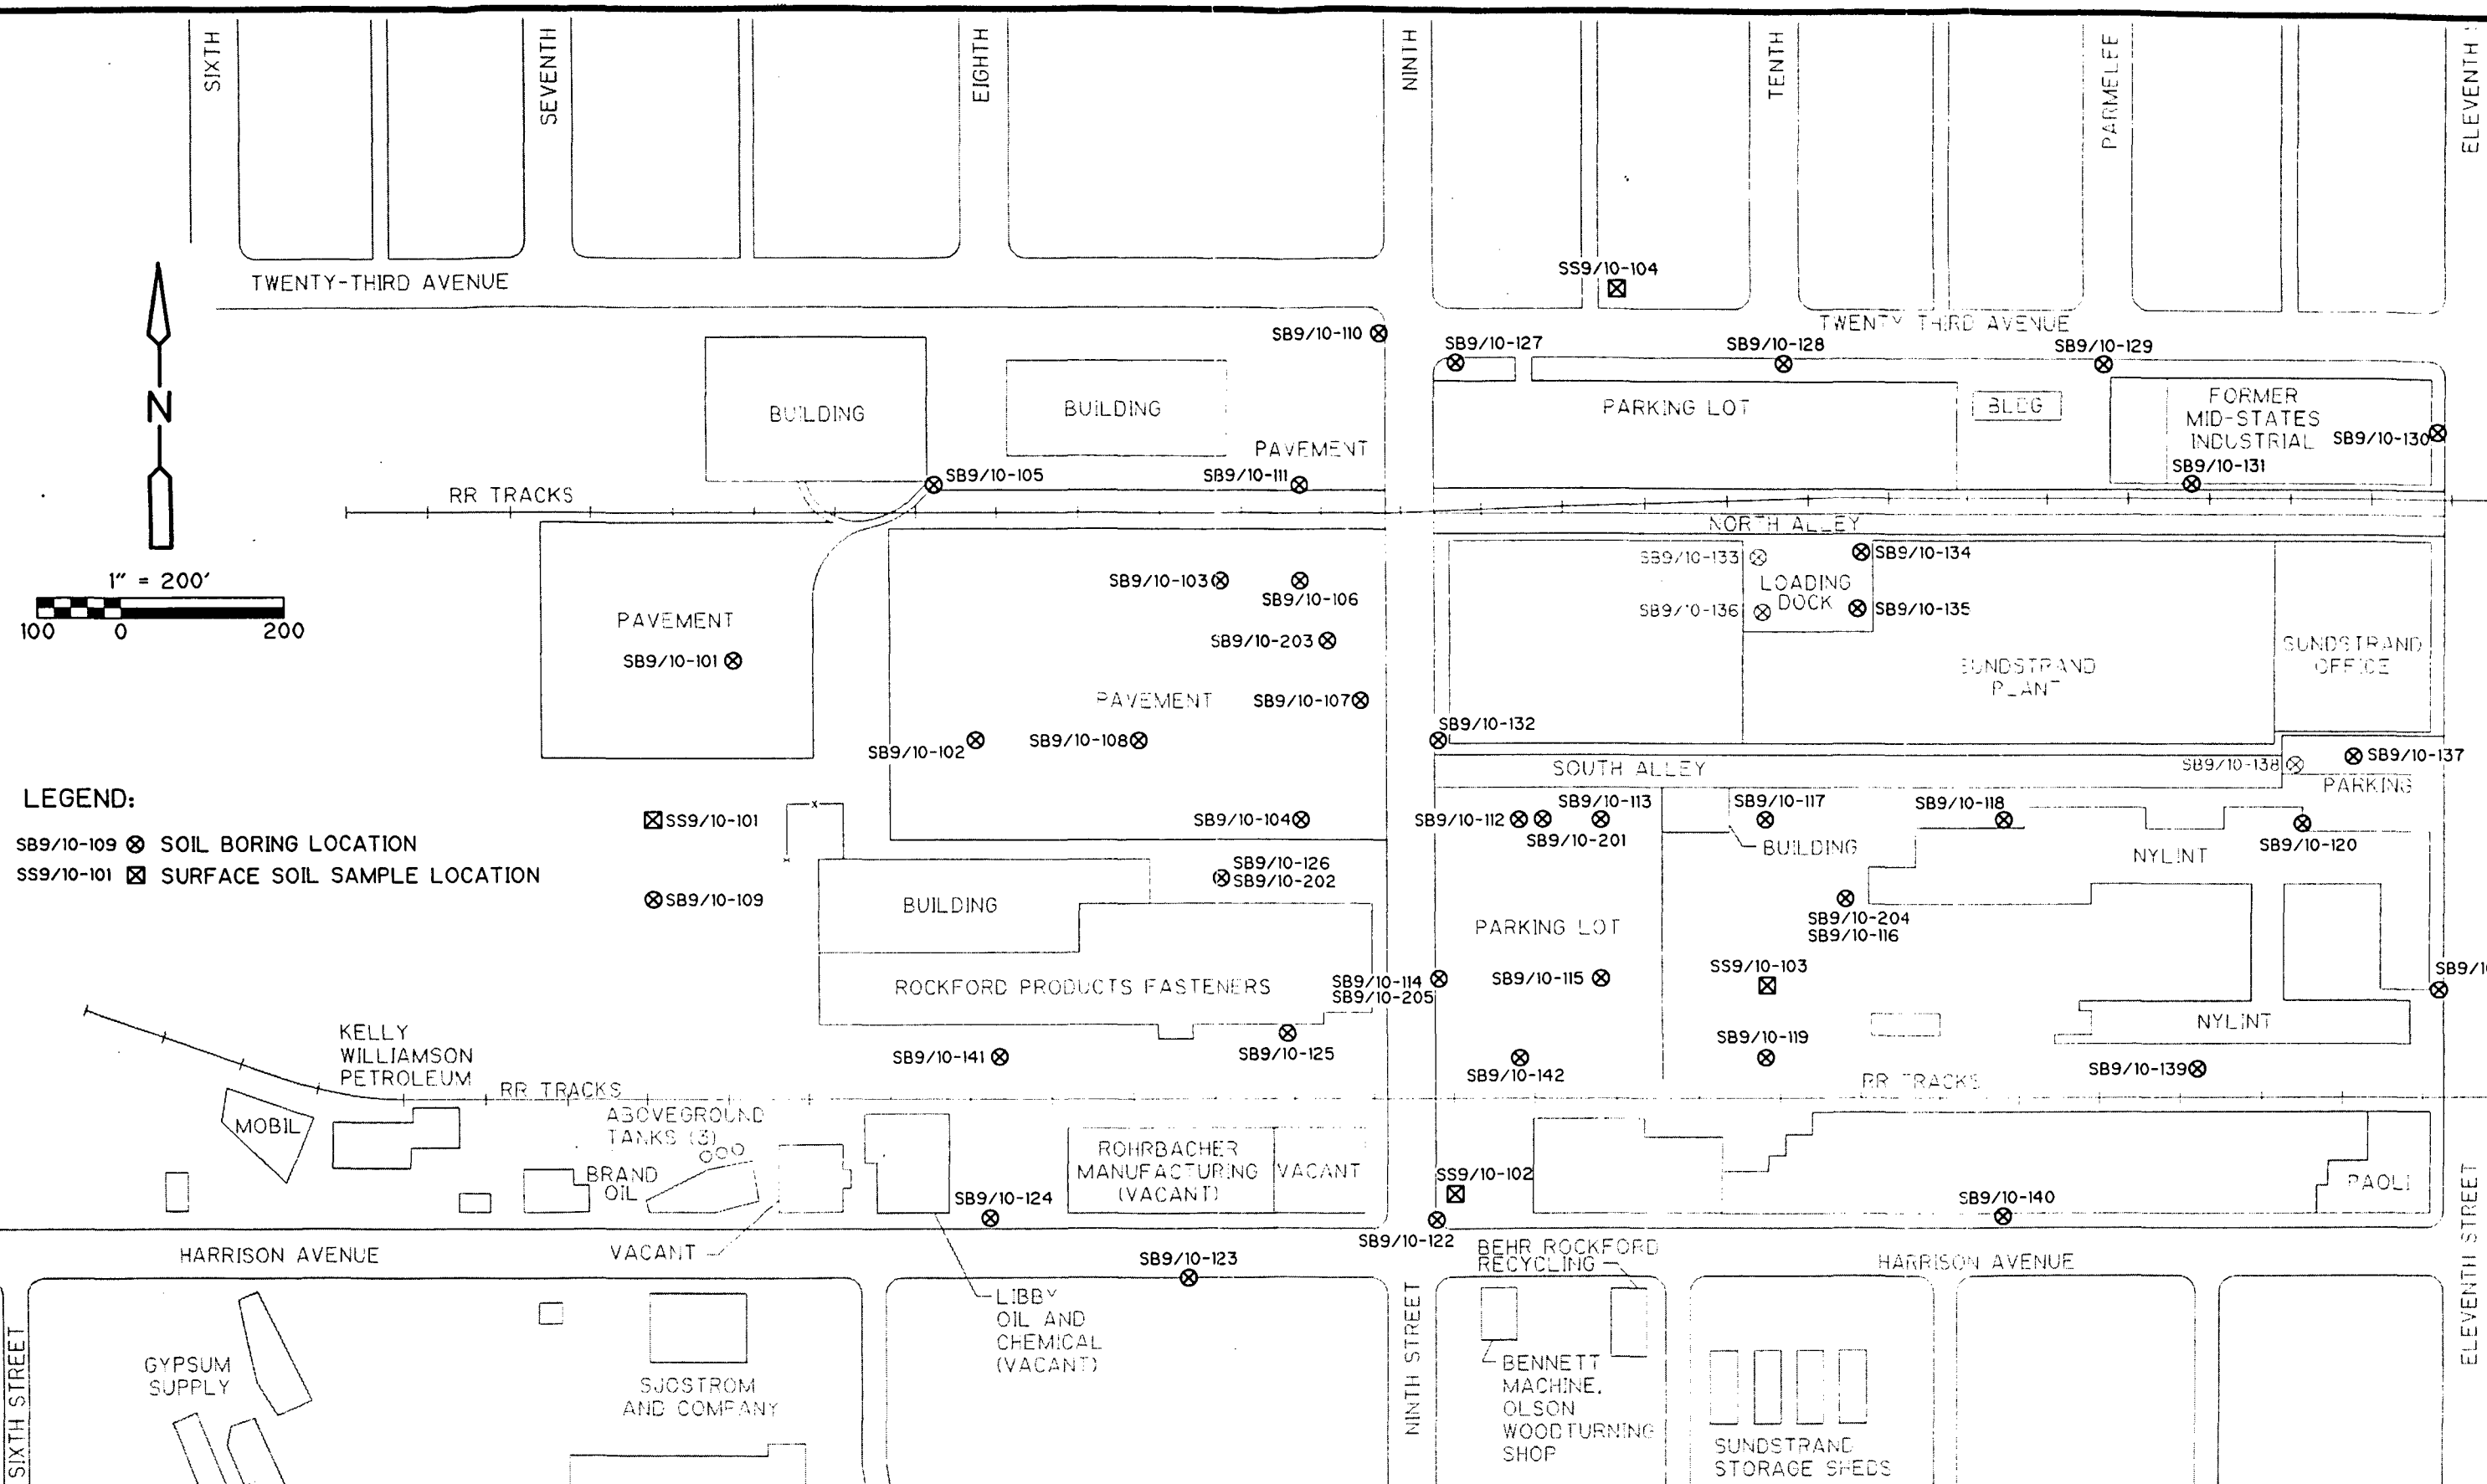 SIXTH
SEVENTH
EIGHTH
NINTH
TENTH
PARMELEE
ELEVENTH
TWENTY-THIRD AVENUE
SS9/10-104
TWENTY THIRD AVENUE
SB9/10-110
SB9/10-127
SB9/10-128
SB9/10-129
N
BUILDING
BUILDING
PAVEMENT
PARKING LOT
BLDG
FORMER
MID-STATES
INDUSTRIAL
SB9/10-130
SB9/10-131
SB9/10-105
SB9/10-111
RR TRACKS
NORTH ALLEY
1" = 200'
100 0 200
SB9/10-103
SB9/10-106
SB9/10-133
SB9/10-134
LOADING
DOCK
SB9/10-136
SB9/10-135
PAVEMENT
SB9/10-101
SB9/10-203
PAVEMENT
SB9/10-107
SUNDSTRAND
PLANT
SUNDSTRAND
OFFICE
SB9/10-102
SB9/10-108
SB9/10-132
SOUTH ALLEY
SB9/10-138
SB9/10-137
PARKING
LEGEND:
SB9/10-109 SOIL BORING LOCATION
SS9/10-101 SURFACE SOIL SAMPLE LOCATION
SS9/10-101
SB9/10-109
SB9/10-104
SB9/10-112
SB9/10-113
SB9/10-201
SB9/10-117
BUILDING
SB9/10-118
NYLINT
SB9/10-120
SB9/10-126
SB9/10-202
BUILDING
PARKING LOT
SB9/10-204
SB9/10-116
ROCKFORD PRODUCTS FASTENERS
SB9/10-114
SB9/10-205
SB9/10-115
SS9/10-103
NYLINT
KELLY
WILLIAMSON
PETROLEUM
SB9/10-141
SB9/10-125
SB9/10-142
SB9/10-119
SB9/10-139
RR TRACKS
RR TRACKS
MOBIL
ABOVEGROUND
TANKS (3)
BRAND
OIL
ROHRBACHER
MANUFACTURING
(VACANT)
VACANT
SS9/10-102
PAOLI
SB9/10-124
SB9/10-122
SB9/10-140
HARRISON AVENUE
VACANT
SB9/10-123
BEHR ROCKFORD
RECYCLING
HARRISON AVENUE
ELEVENTH STREET
LIBBY
OIL AND
CHEMICAL
(VACANT)
SIXTH STREET
GYPSUM
SUPPLY
SJOSTROM
AND COMPANY
NINTH STREET
BENNETT
MACHINE,
OLSON
WOODTURNING
SHOP
SUNDSTRAND
STORAGE SHEDS